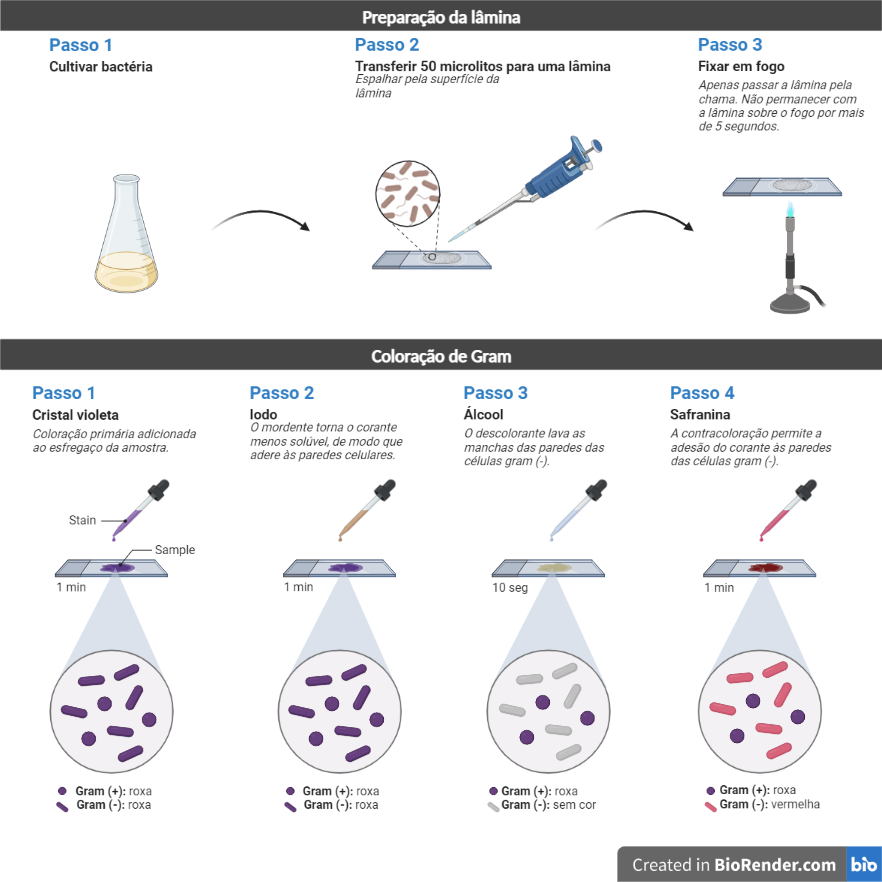 Preparação da lâmina
Passo 1
Cultivar bactéria
Passo 2
Transferir 50 microlitos para uma lâmina
Espalhar pela superfície da
lâmina
Passo 3
Fixar em fogo
Apenas passar a lâmina pela
chama. Não permanecer com
a lâmina sobre o fogo por mais
de 5 segundos.
Coloração de Gram
Passo 1
Cristal violeta
Coloração primária adicionada
ao esfregaço da amostra.
Stain
Sample
1 min
Gram (+): roxa
Gram (-): roxa
Passo 2
Iodo
O mordente torna o corante
menos solúvel, de modo que
adere às paredes celulares.
1 min
Gram (+): roxa
Gram (-): roxa
Passo 3
Álcool
O descolorante lava as
manchas das paredes das
células gram (-).
10 seg
Gram (+): roxa
Gram (-): sem cor
Passo 4
Safranina
A contracoloração permite a
adesão do corante às paredes
das células gram (-).
1 min
Gram (+): roxa
Gram (-): vermelha
Created in BioRender.com bio